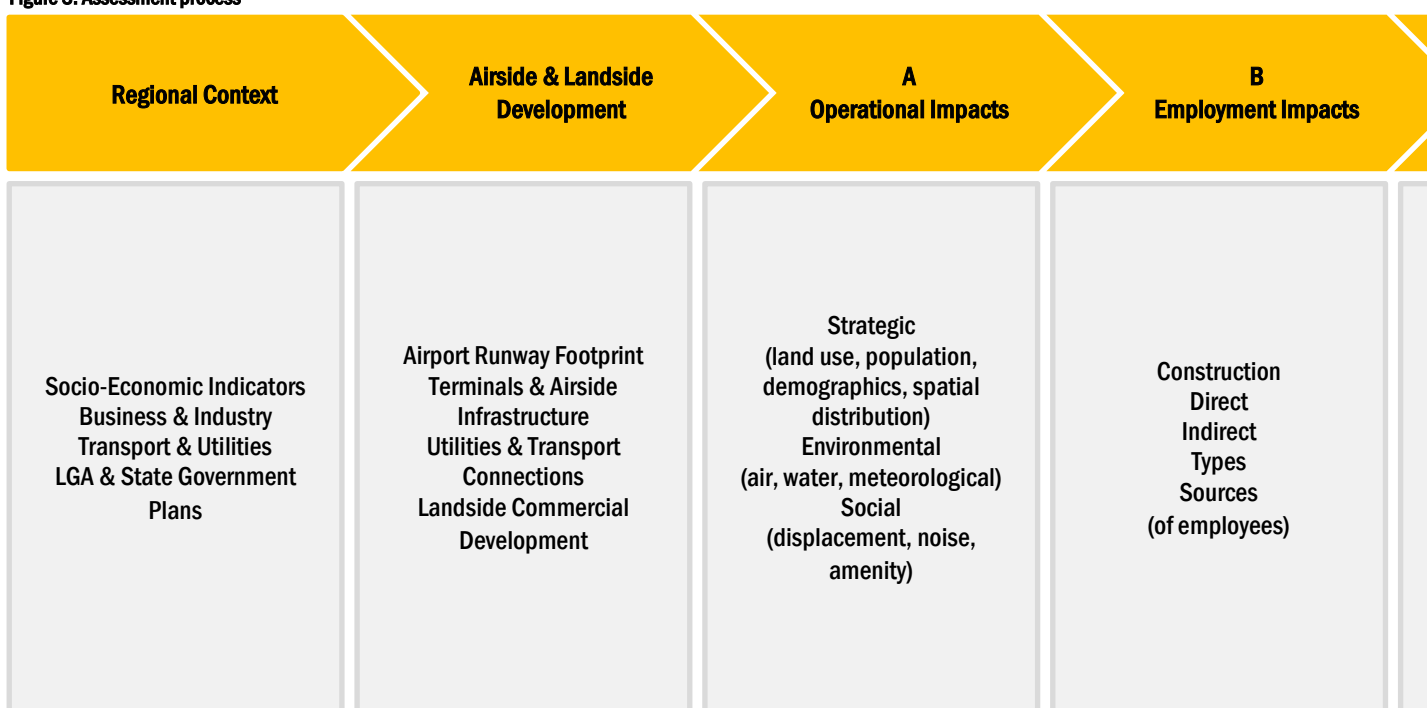 Assessment process
Regional Context
Airside & Landside
Development
A
Operational Impacts
B
Employment Impacts
Socio-Economic Indicators
Business & Industry
Transport & Utilities
LGA & State Government
Plans
Airport Runway Footprint
Terminals & Airside
Infrastructure
Utilities & Transport
Connections
Landside Commercial
Development
Strategic
(land use, population,
demographics, spatial
distribution)
Environmental
(air, water, meteorological)
Social
(displacement, noise,
amenity)
Construction
Direct
Indirect
Types
Sources
(of employees)